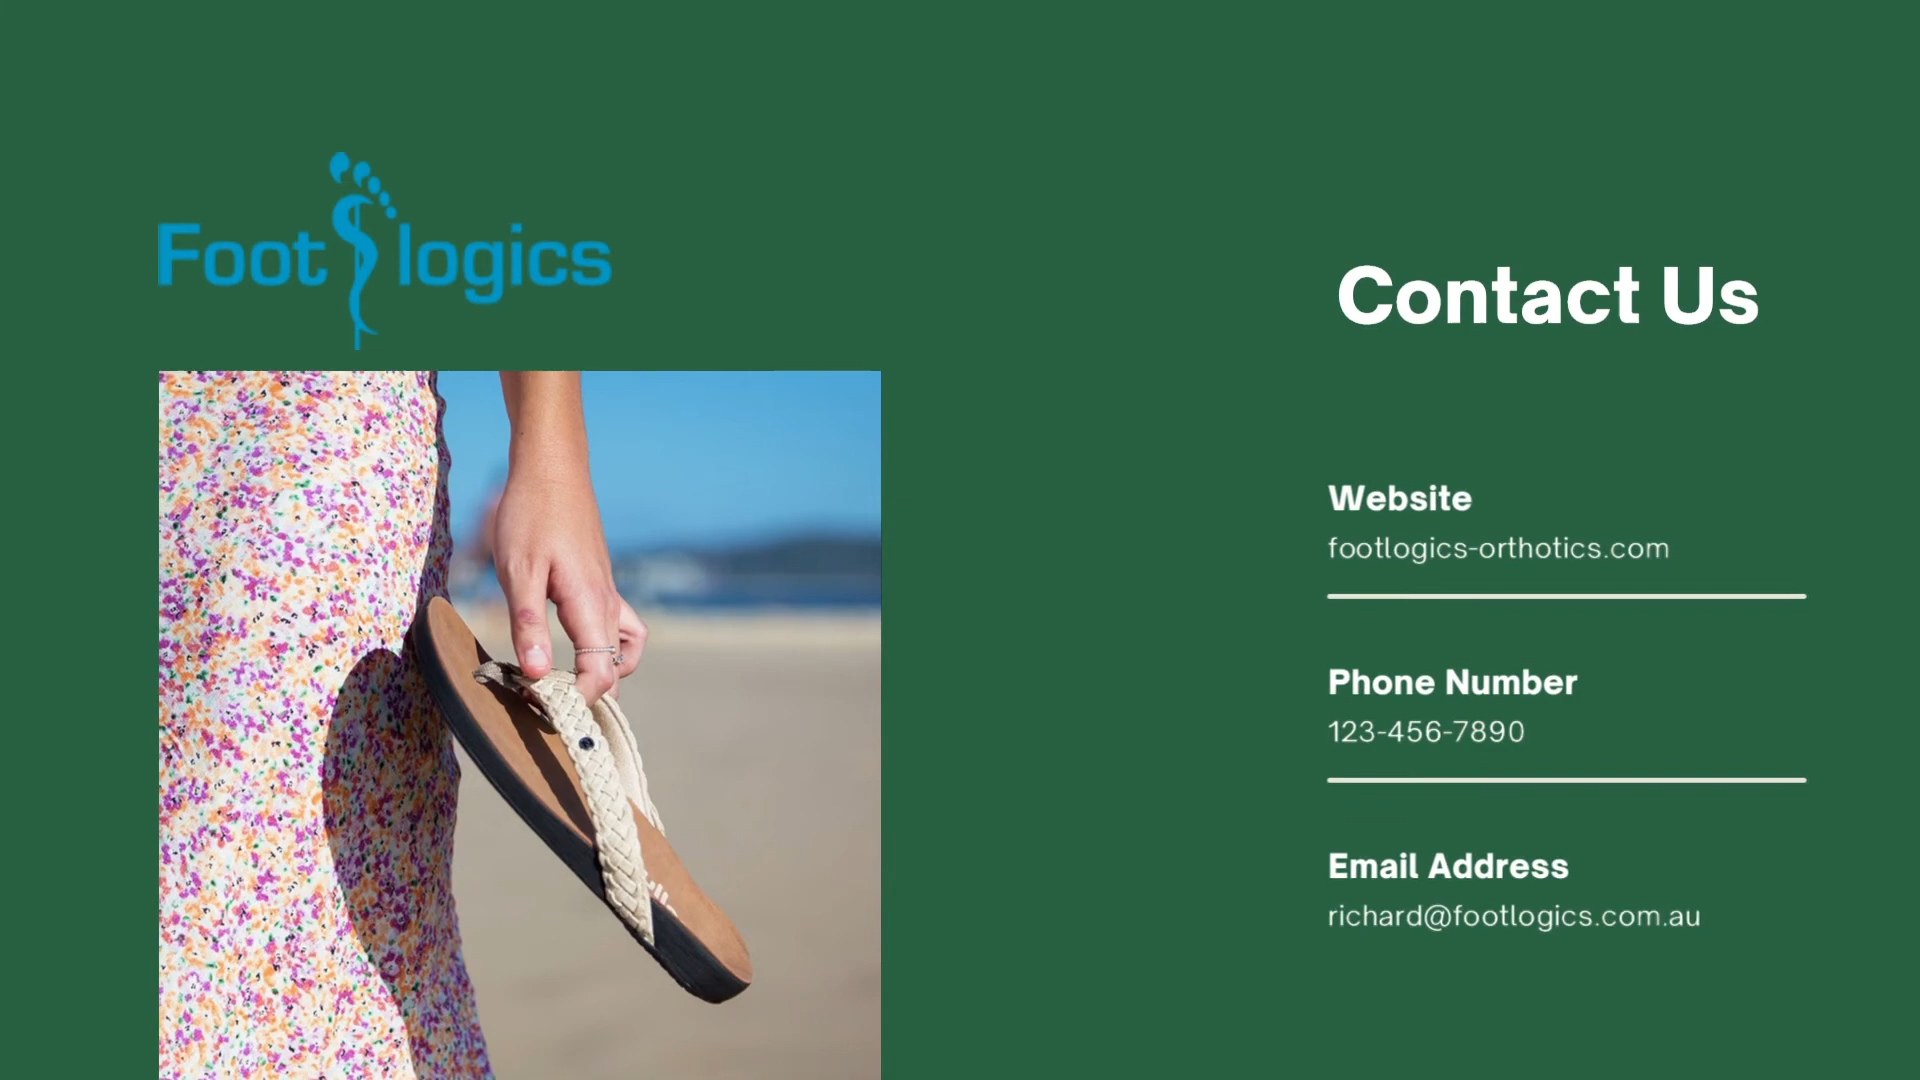 Foot logics
Contact Us
Website
footlogics-orthotics.com
Phone Number
123-456-7890
Email Address
richard@footlogics.com.au